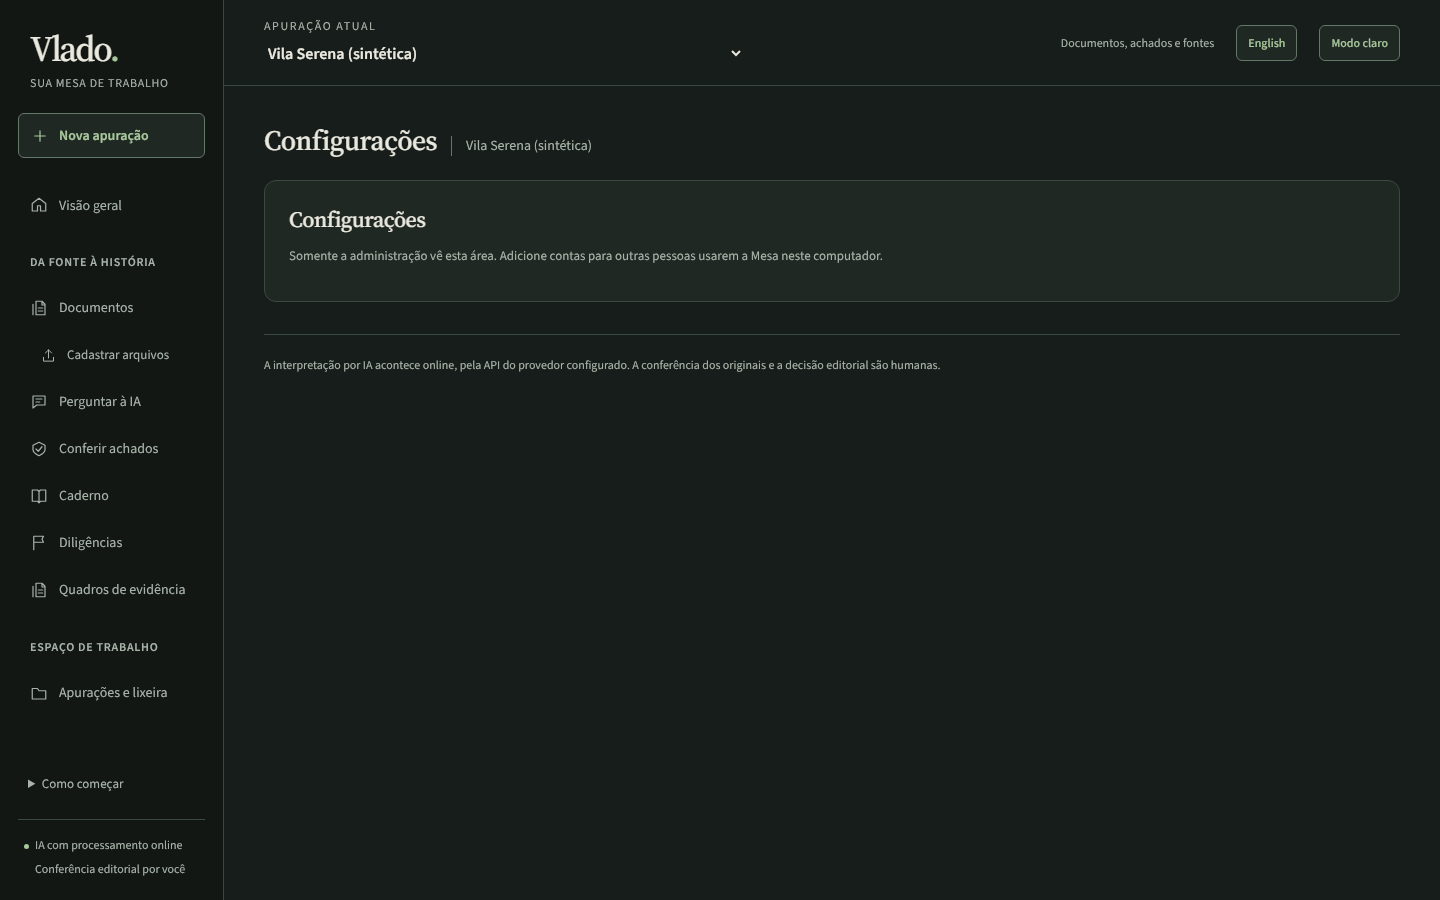 Vlado.
SUA MESA DE TRABALHO
Nova apuração
Visão geral
DA FONTE À HISTÓRIA
Documentos
Cadastrar arquivos
Perguntar à IA
Conferir achados
Caderno
Diligências
Quadros de evidência
ESPAÇO DE TRABALHO
Apurações e lixeira
Como começar
IA com processamento online
Conferência editorial por você
APURAÇÃO ATUAL
Vila Serena (sintética)
Documentos, achados e fontes
English
Modo claro
Configurações
Vila Serena (sintética)
Configurações
Somente a administração vê esta área. Adicione contas para outras pessoas usarem a Mesa neste computador.
A interpretação por IA acontece online, pela API do provedor configurado. A conferência dos originais e a decisão editorial são humanas.